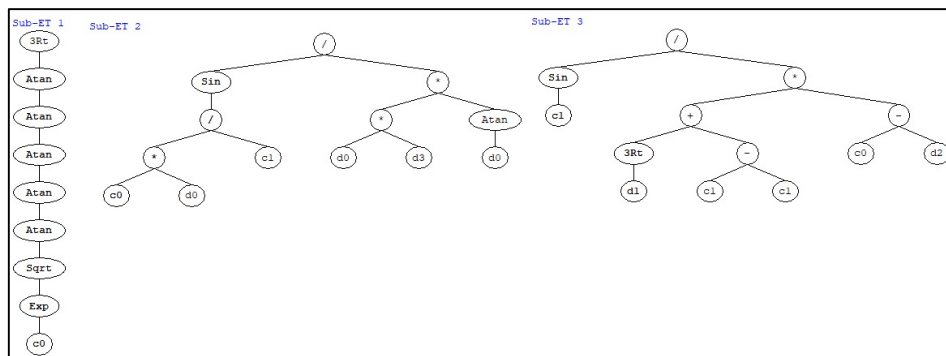 Sub-ET 1
3Rt
Atan
Atan
Atan
Atan
Atan
Sqrt
Exp
c0
Sub-ET 2
/
Sin *
/ * Atan
* c1 d0 d3 d0
c0 d0
Sub-ET 3
/
Sin *
c1 + -
3Rt - c0 d2
d1 c1 c1